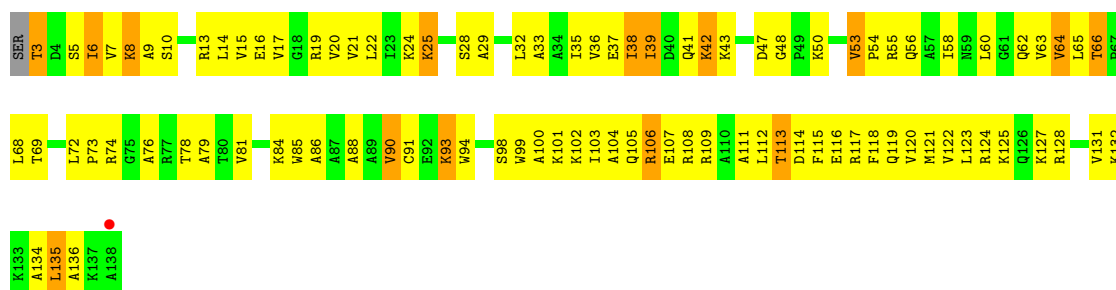 SER T3 D4 S5 I6 V7 K8 A9 S10 R13 L14 V15 E16 V17 G18 R19 V20 V21 L22 I23 K24 K25 S28 A29 L32 A33 A34 I35 V36 E37 I38 I39 D40 Q41 K42 K43 D47 G48 P49 K50 V53 P54 R55 Q56 A57 I58 N59 L60 G61 Q62 V63 V64 L65 T66
L68 T69 L72 P73 R74 G75 A76 R77 T78 A79 T80 V81 K84 W85 A86 A87 A88 A89 V90 C91 E92 K93 W94 S98 W99 A100 K101 K102 I103 A104 Q105 R106 E107 R108 R109 A110 A111 L112 T113 D114 F115 E116 R117 F118 Q119 V120 M121 V122 L123 R124 K125 Q126 K127 R128 V131 K132
K133 A134 L135 A136 K137 A138